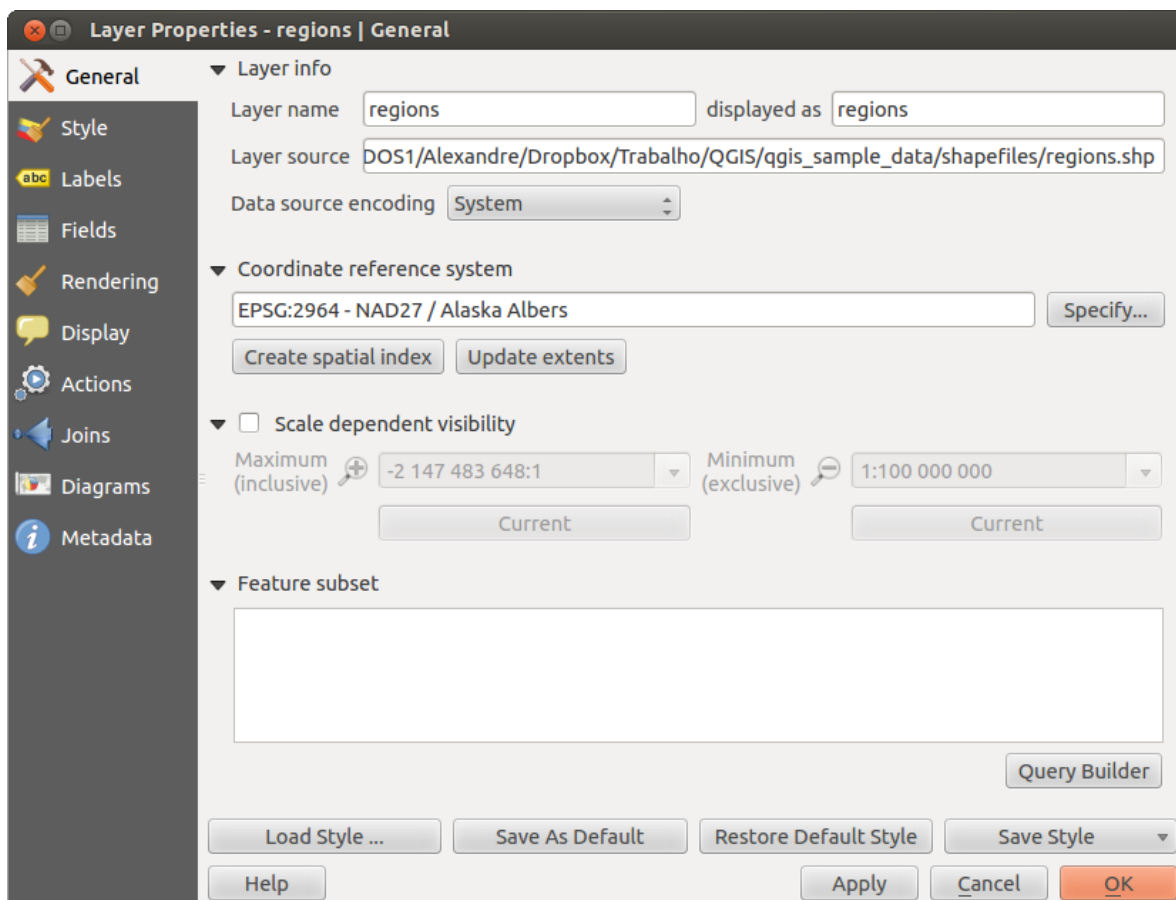 Layer Properties - regions | General
General
Style
abc Labels
Fields
Rendering
Display
Actions
Joins
Diagrams
i Metadata
Layer info
Layer name regions displayed as regions
Layer source DOS1/Alexandre/Dropbox/Trabalho/QGIS/qgis_sample_data/shapefiles/regions.shp
Data source encoding System
Coordinate reference system
EPSG:2964 - NAD27 / Alaska Albers Specify...
Create spatial index Update extents
Scale dependent visibility
Maximum (inclusive) -2 147 483 648:1 Minimum (exclusive) 1:100 000 000
Current Current
Feature subset
Query Builder
Load Style ... Save As Default Restore Default Style Save Style
Help Apply Cancel OK